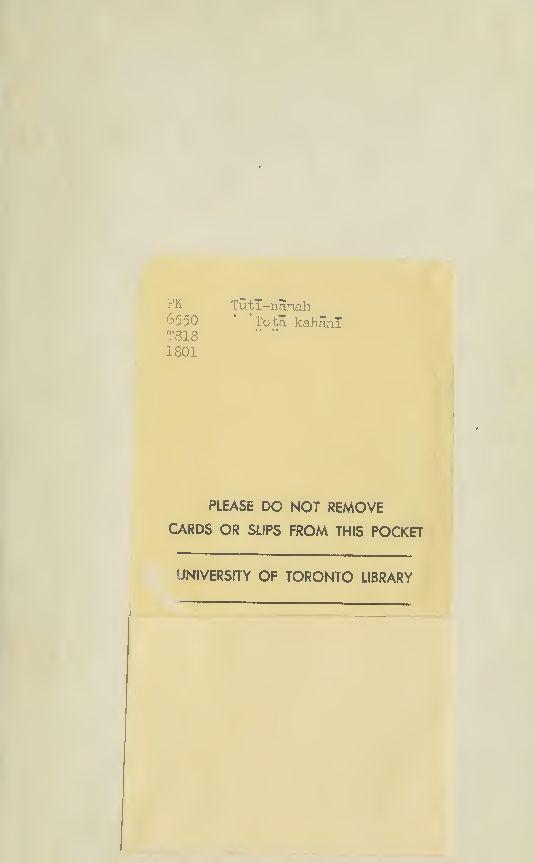 PK Tūtī-nāmah
6550 Totā kahānī
T818
1801
PLEASE DO NOT REMOVE
CARDS OR SLIPS FROM THIS POCKET
UNIVERSITY OF TORONTO LIBRARY